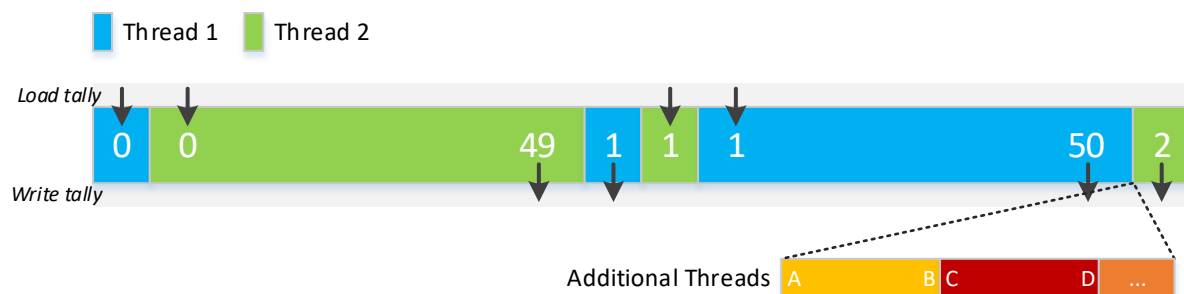 Thread 1 Thread 2
Load tally
0 0 49 1 1 1 50 2
Write tally
Additional Threads A B C D ...